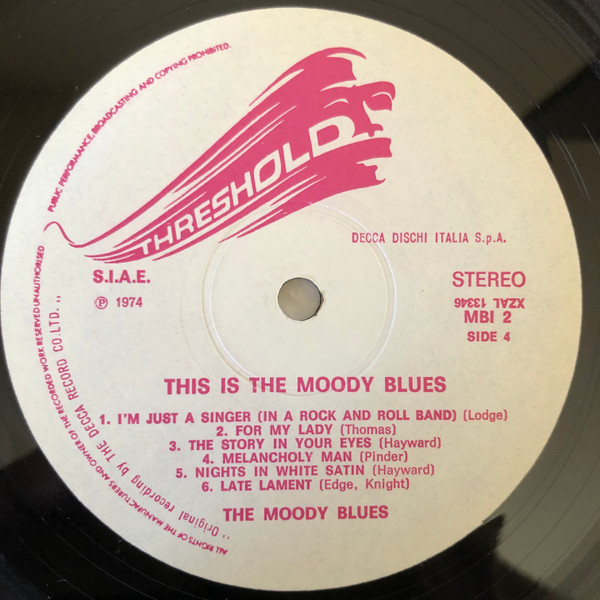 PUBLIC PERFORMANCE, BROADCASTING AND COPYING PROHIBITED.
THRESHOLD
DECCA DISCHI ITALIA S.p.A.
S.I.A.E.
℗ 1974
STEREO
XZAL 13346
MBI 2
SIDE 4
THIS IS THE MOODY BLUES
1. I'M JUST A SINGER (IN A ROCK AND ROLL BAND) (Lodge)
2. FOR MY LADY (Thomas)
3. THE STORY IN YOUR EYES (Hayward)
4. MELANCHOLY MAN (Pinder)
5. NIGHTS IN WHITE SATIN (Hayward)
6. LATE LAMENT (Edge, Knight)
THE MOODY BLUES
,, Original recording by THE DECCA RECORD CO. LTD. ,,
ALL RIGHTS OF THE MANUFACTURERS AND OWNER OF THE RECORDED WORK RESERVED UNAUTHORISED